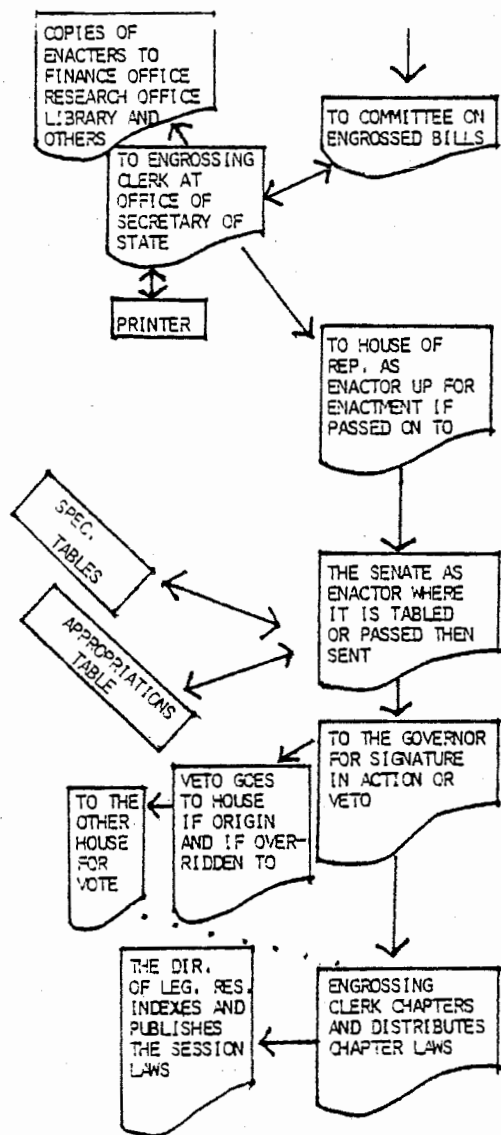 COPIES OF
ENACTERS TO
FINANCE OFFICE
RESEARCH OFFICE
LIBRARY AND
OTHERS
TO COMMITTEE ON
ENGROSSED BILLS
TO ENGROSSING
CLERK AT
OFFICE OF
SECRETARY OF
STATE
PRINTER
TO HOUSE OF
REP. AS
ENACTOR UP FOR
ENACTMENT IF
PASSED ON TO
SPEC.
TABLES
THE SENATE AS
ENACTOR WHERE
IT IS TABLED
OR PASSED THEN
SENT
APPROPRIATIONS
TABLE
TO THE GOVERNOR
FOR SIGNATURE
IN ACTION OR
VETO
VETO GOES
TO HOUSE
IF ORIGIN
AND IF OVER-
RIDDEN TO
TO THE
OTHER
HOUSE
FOR
VOTE
THE DIR.
OF LEG. RES.
INDEXES AND
PUBLISHES
THE SESSION
LAWS
ENGROSSING
CLERK CHAPTERS
AND DISTRIBUTES
CHAPTER LAWS